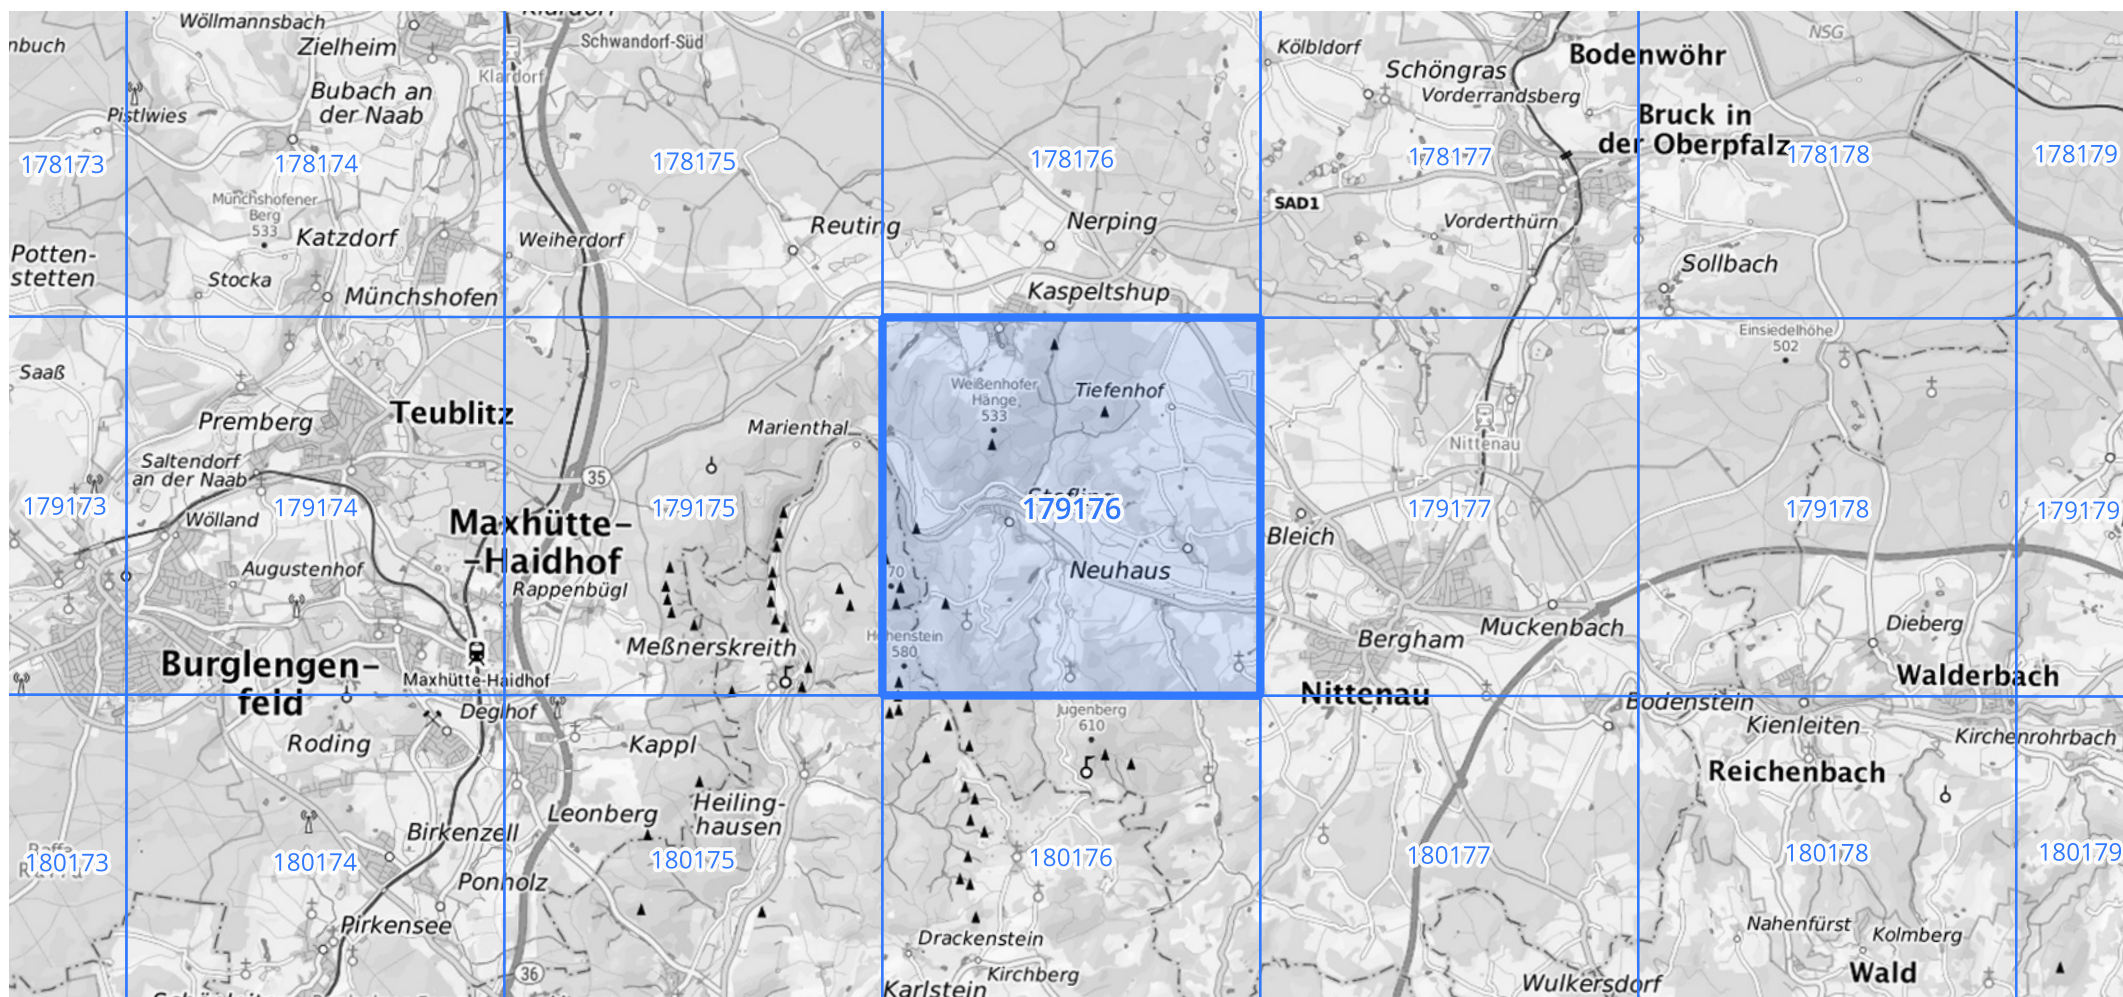 Klardorf
Wöllmannsbach
Zielheim
Schwandorf-Süd
nbuch
Klardorf
Bubach an
der Naab
Pistlwies
178173
178174
178175
178176
178177
178178
178179
Kölbldorf
Schöngras
Vorderrandsberg
Bodenwöhr
NSG
Bruck in
der Oberpfalz
Münchshofener
Berg
533
Katzdorf
Weiherdorf
Reuting
Nerping
SAD1
Vorderthürn
Potten-
stetten
Stocka
Münchshofen
Kaspeltshup
Sollbach
Einsiedelhöhe
502
Saaß
Premberg
Teublitz
Marienthal
Weißenhofer
Hänge
533
Tiefenhof
Nittenau
Saltendorf
an der Naab
35
179173
179174
179175
179176
179177
179178
179179
Wölland
Maxhütte-
-Haidhof
Stefling
Bleich
Augustenhof
Rappenbügl
70
Neuhaus
Burglengen-
feld
Meßnerskreith
Hohenstein
580
Bergham
Muckenbach
Dieberg
Maxhütte-Haidhof
Walderbach
Nittenau
Deglhof
Roding
Kappl
Jugenberg
610
Bodenstein
Kienleiten
Kirchenrohrbach
Reichenbach
Leonberg
Heiling-
hausen
Birkenzell
180173
180174
180175
180176
180177
180178
180179
Ponholz
Pirkensee
Drackenstein
Nahenfürst
Kolmberg
36
Kirchberg
Karlstein
Wulkersdorf
Wald